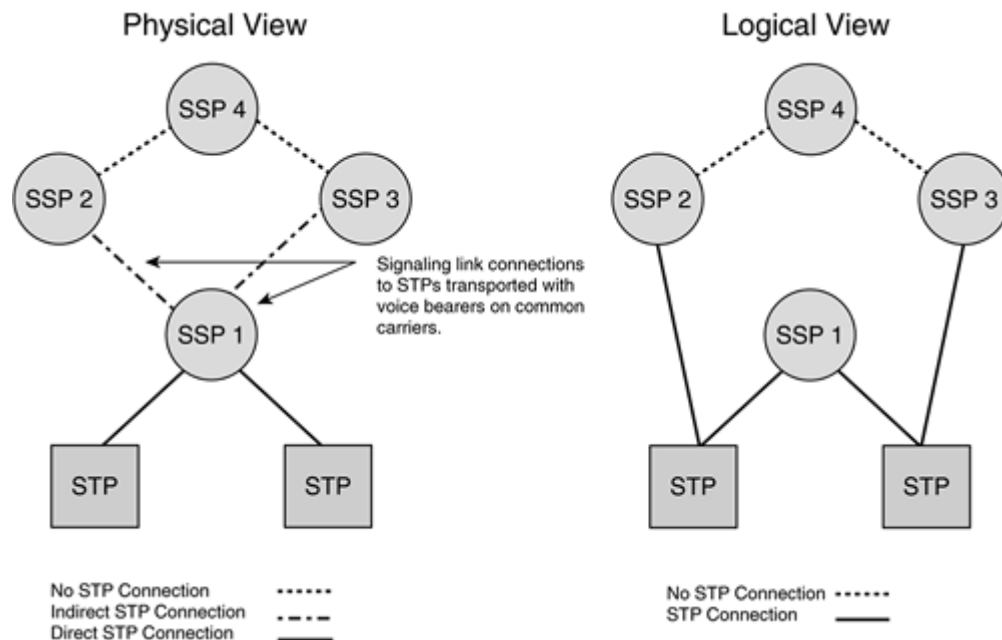 Physical View
SSP 4
SSP 2
SSP 3
Signaling link connections
to STPs transported with
voice bearers on common
carriers.
SSP 1
STP
STP
No STP Connection
Indirect STP Connection
Direct STP Connection
Logical View
SSP 4
SSP 2
SSP 3
SSP 1
STP
STP
No STP Connection
STP Connection